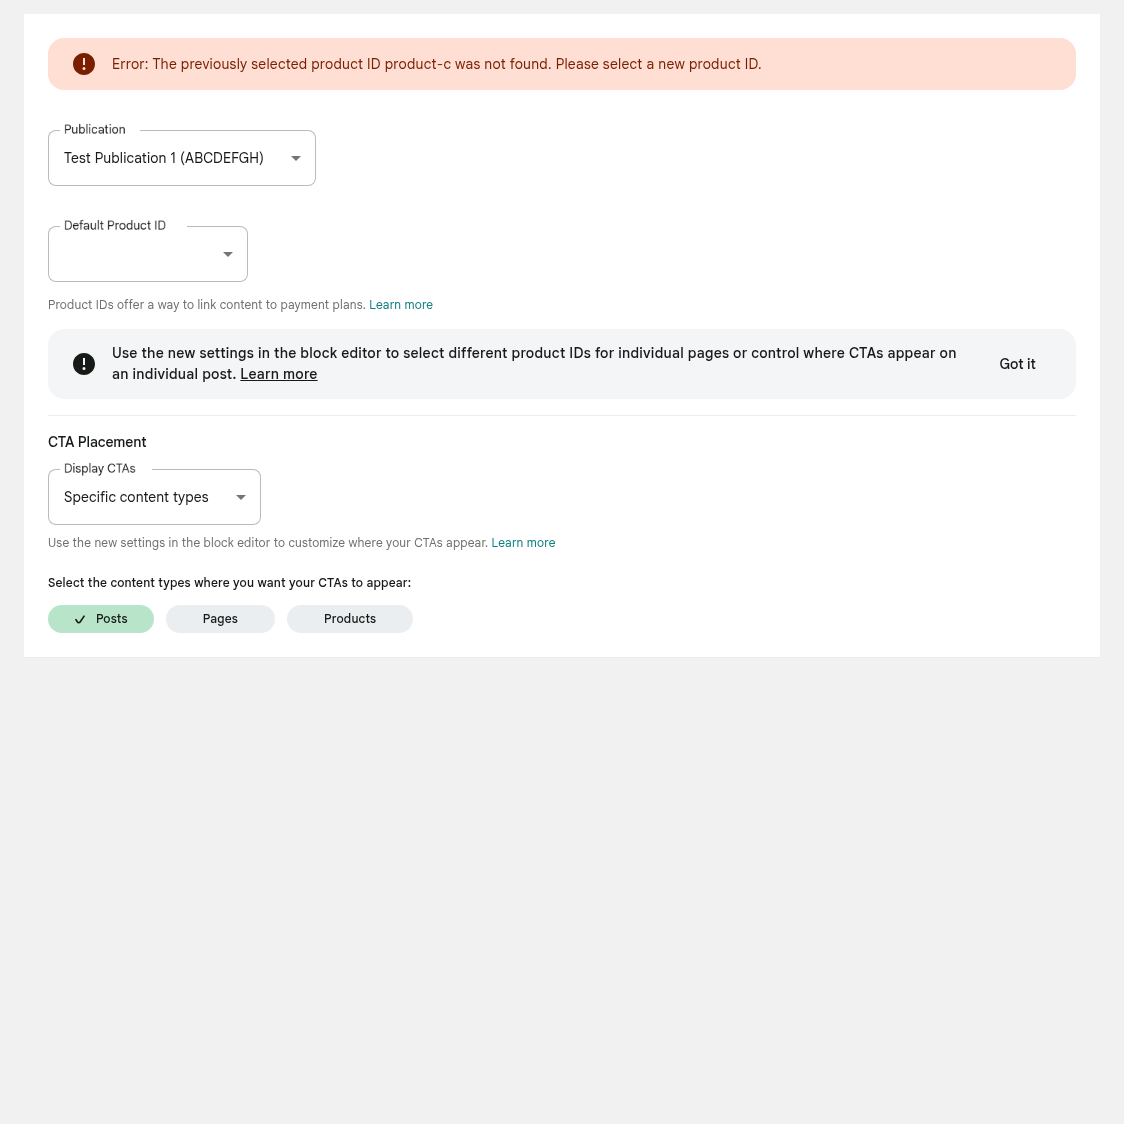 Error: The previously selected product ID product-c was not found. Please select a new product ID.
Publication
Test Publication 1 (ABCDEFGH)
Default Product ID
Product IDs offer a way to link content to payment plans. Learn more
Use the new settings in the block editor to select different product IDs for individual pages or control where CTAs appear on
an individual post. Learn more
Got it
CTA Placement
Display CTAs
Specific content types
Use the new settings in the block editor to customize where your CTAs appear. Learn more
Select the content types where you want your CTAs to appear:
Posts Pages Products